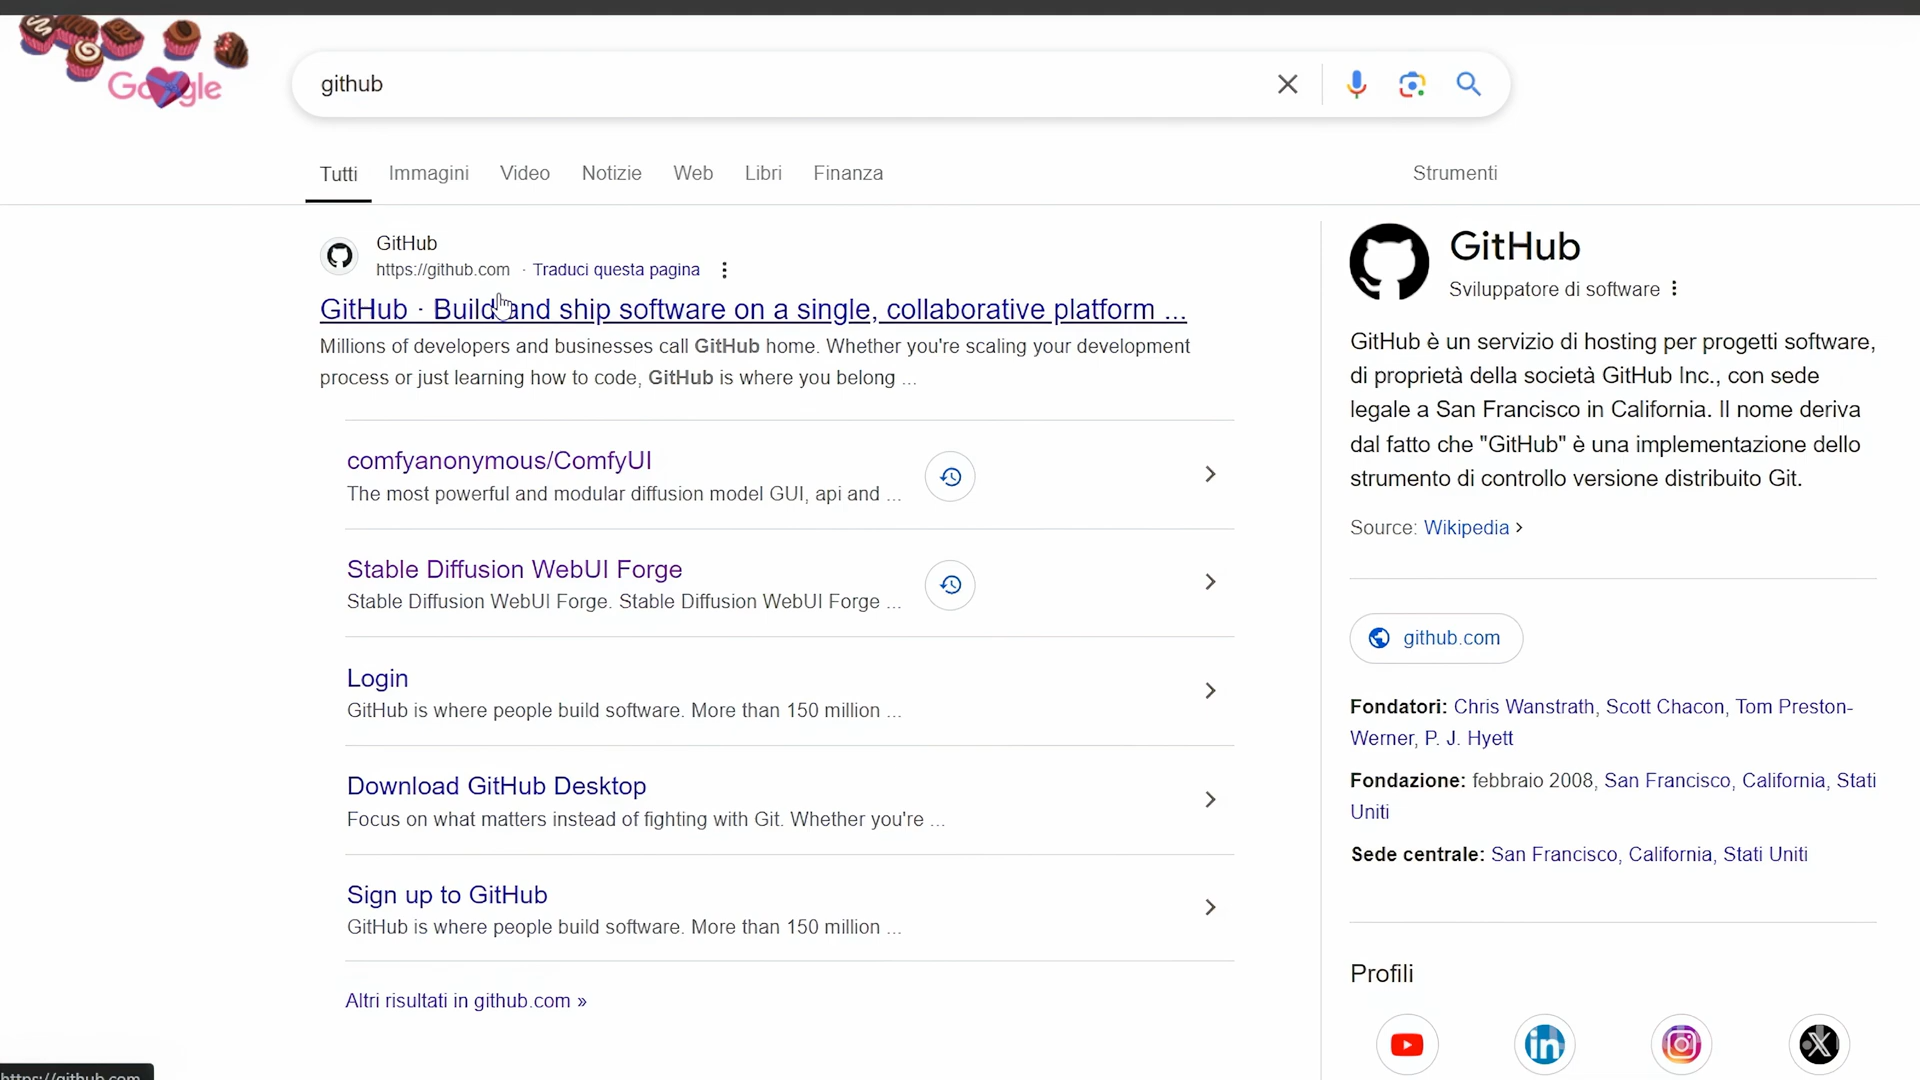 Google
github
Tutti
Immagini
Video
Notizie
Web
Libri
Finanza
Strumenti
GitHub
https://github.com · Traduci questa pagina
GitHub · Build and ship software on a single, collaborative platform ...
Millions of developers and businesses call GitHub home. Whether you're scaling your development
process or just learning how to code, GitHub is where you belong ...
comfyanonymous/ComfyUI
The most powerful and modular diffusion model GUI, api and ...
Stable Diffusion WebUI Forge
Stable Diffusion WebUI Forge. Stable Diffusion WebUI Forge ...
Login
GitHub is where people build software. More than 150 million ...
Download GitHub Desktop
Focus on what matters instead of fighting with Git. Whether you're ...
Sign up to GitHub
GitHub is where people build software. More than 150 million ...
Altri risultati in github.com »
GitHub
Sviluppatore di software
GitHub è un servizio di hosting per progetti software,
di proprietà della società GitHub Inc., con sede
legale a San Francisco in California. Il nome deriva
dal fatto che "GitHub" è una implementazione dello
strumento di controllo versione distribuito Git.
Source: Wikipedia ›
github.com
Fondatori: Chris Wanstrath, Scott Chacon, Tom Preston-
Werner, P. J. Hyett
Fondazione: febbraio 2008, San Francisco, California, Stati
Uniti
Sede centrale: San Francisco, California, Stati Uniti
Profili
https://github.com